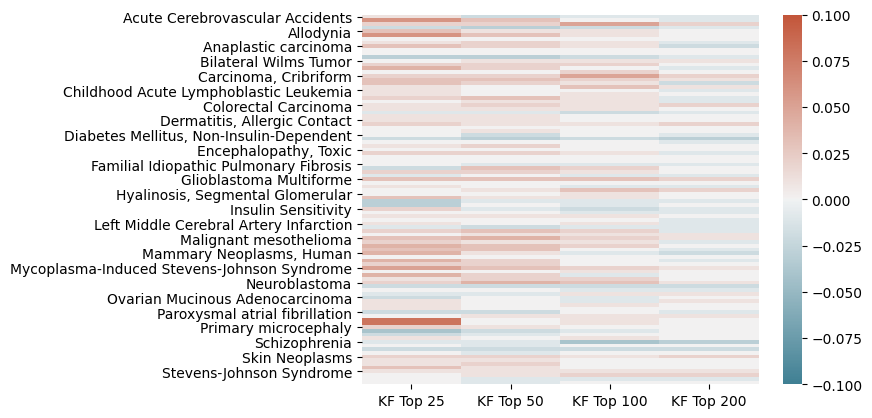 Acute Cerebrovascular Accidents
Allodynia
Anaplastic carcinoma
Bilateral Wilms Tumor
Carcinoma, Cribriform
Childhood Acute Lymphoblastic Leukemia
Colorectal Carcinoma
Dermatitis, Allergic Contact
Diabetes Mellitus, Non-Insulin-Dependent
Encephalopathy, Toxic
Familial Idiopathic Pulmonary Fibrosis
Glioblastoma Multiforme
Hyalinosis, Segmental Glomerular
Insulin Sensitivity
Left Middle Cerebral Artery Infarction
Malignant mesothelioma
Mammary Neoplasms, Human
Mycoplasma-Induced Stevens-Johnson Syndrome
Neuroblastoma
Ovarian Mucinous Adenocarcinoma
Paroxysmal atrial fibrillation
Primary microcephaly
Schizophrenia
Skin Neoplasms
Stevens-Johnson Syndrome
KF Top 25 KF Top 50 KF Top 100 KF Top 200
0.100
0.075
0.050
0.025
0.000
−0.025
−0.050
−0.075
−0.100